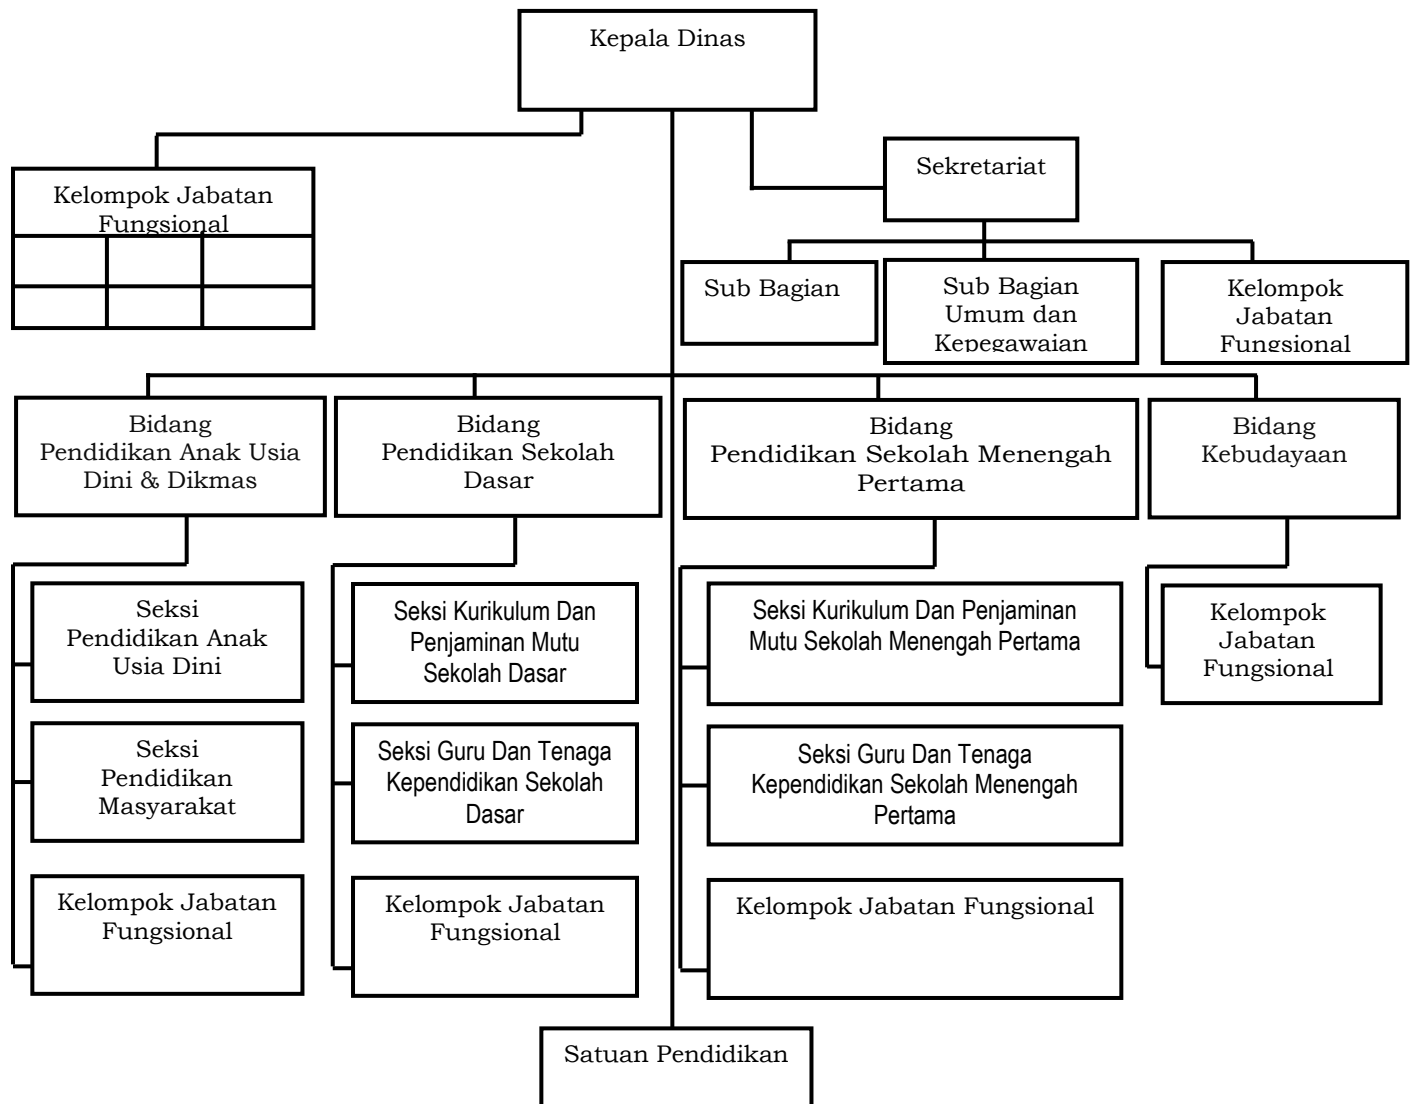 Kepala Dinas
Sekretariat
Kelompok Jabatan
Fungsional
Sub Bagian
Sub Bagian
Umum dan
Kepegawaian
Kelompok
Jabatan
Fungsional
Bidang
Pendidikan Anak Usia
Dini & Dikmas
Bidang
Pendidikan Sekolah
Dasar
Bidang
Pendidikan Sekolah Menengah
Pertama
Bidang
Kebudayaan
Seksi
Pendidikan Anak
Usia Dini
Seksi Kurikulum Dan
Penjaminan Mutu
Sekolah Dasar
Seksi Kurikulum Dan Penjaminan
Mutu Sekolah Menengah Pertama
Kelompok
Jabatan
Fungsional
Seksi
Pendidikan
Masyarakat
Seksi Guru Dan Tenaga
Kependidikan Sekolah
Dasar
Seksi Guru Dan Tenaga
Kependidikan Sekolah Menengah
Pertama
Kelompok Jabatan
Fungsional
Kelompok Jabatan
Fungsional
Kelompok Jabatan Fungsional
Satuan Pendidikan